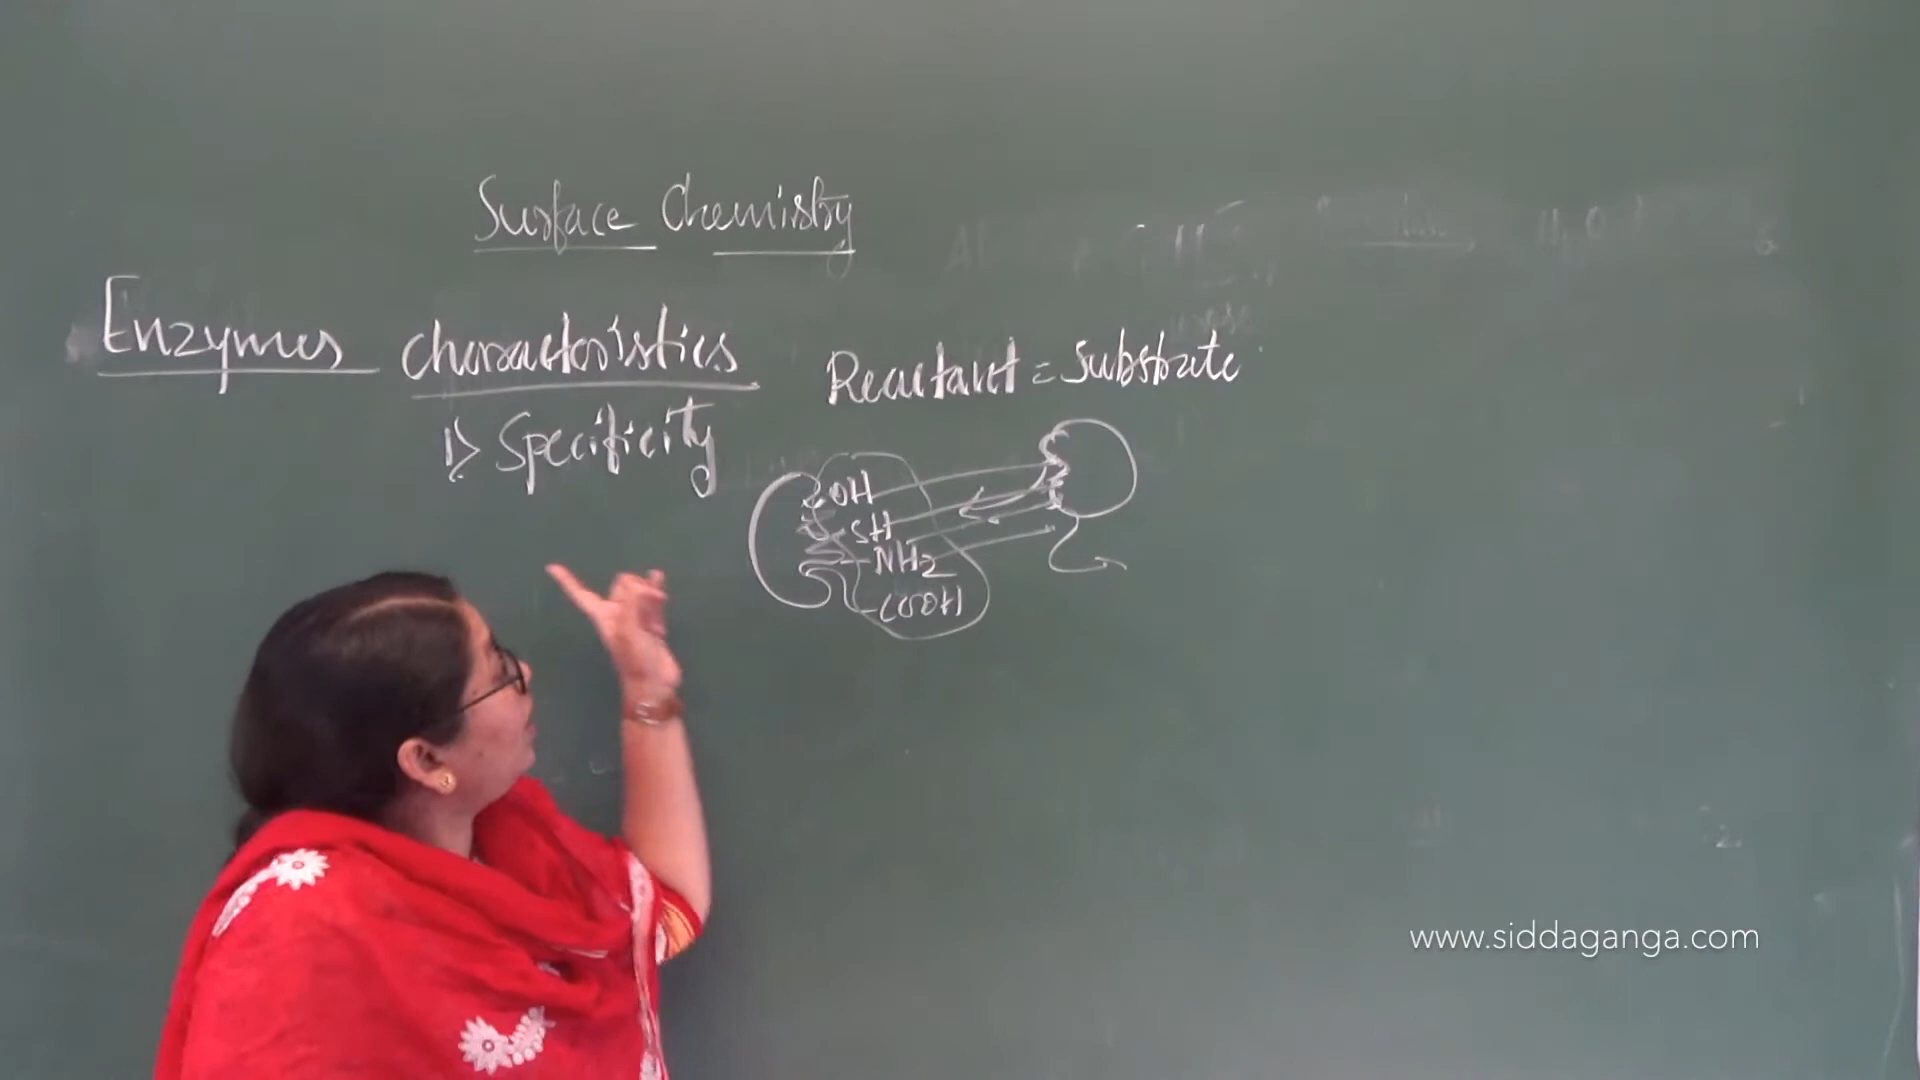 Surface Chemistry
Enzymes characteristics
Reactant = Substrate
1> Specificity
OH
SH
-NH2
-COOH
www.siddaganga.com